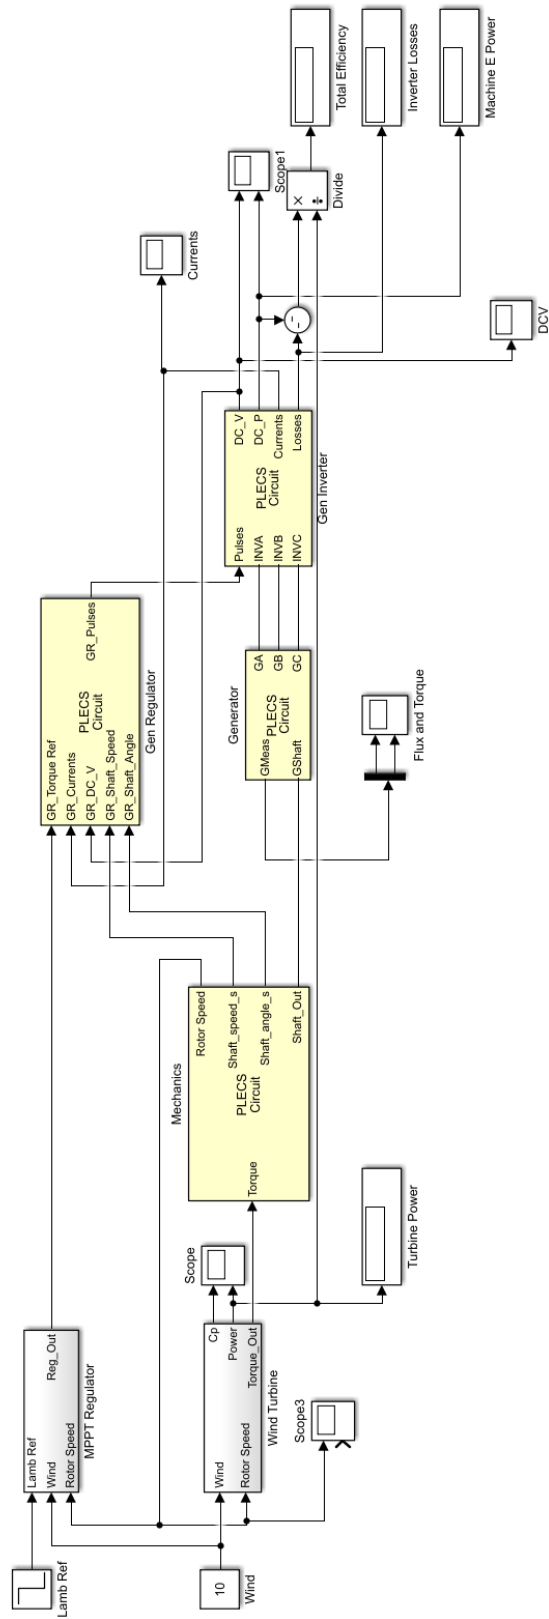 Lamb Ref
Lamb Ref
Wind
Rotor Speed
Reg_Out
MPPT Regulator
10
Wind
Wind
Rotor Speed
Cp
Power
Torque_Out
Wind Turbine
Scope
Scope3
Turbine Power
Mechanics
Torque
PLECS
Circuit
Rotor Speed
Shaft_speed_s
Shaft_angle_s
Shaft_Out
GR_Torque Ref
GR_Currents
GR_DC_V
GR_Shaft_Speed
GR_Shaft_Angle
PLECS
Circuit
GR_Pulses
Gen Regulator
Generator
GMeas
GShaft
PLECS
Circuit
GA
GB
GC
Flux and Torque
Pulses
INVA
INVB
INVC
PLECS
Circuit
DC_V
DC_P
Currents
Losses
Gen Inverter
Currents
Scope1
-
-
×
÷
Divide
DCV
Total Efficiency
Inverter Losses
Machine E Power